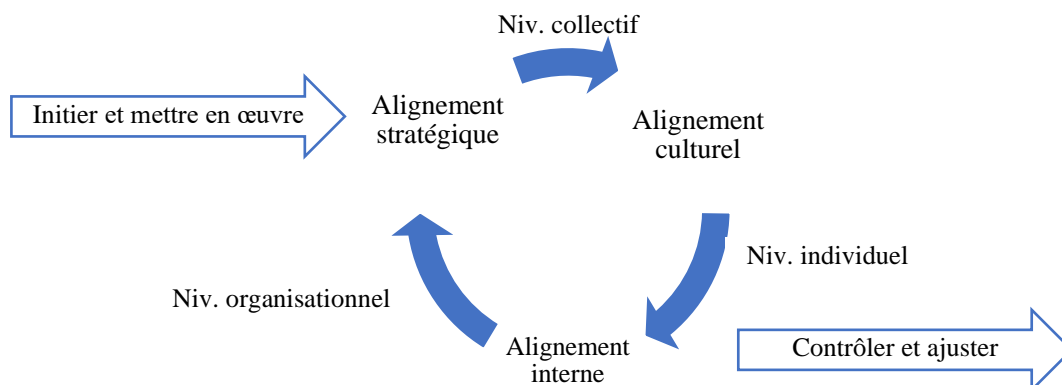 Niv. collectif
Initier et mettre en œuvre
Alignement
stratégique
Alignement
culturel
Niv. individuel
Niv. organisationnel
Alignement
interne
Contrôler et ajuster